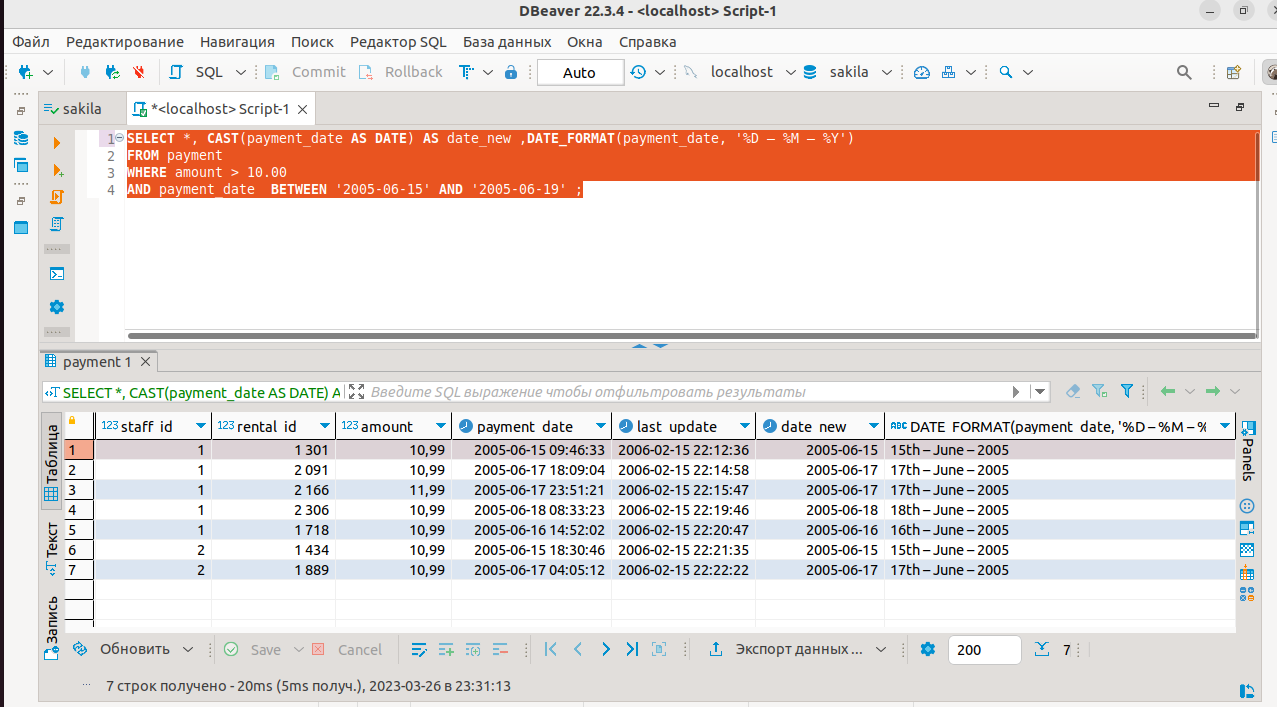 DBeaver 22.3.4 - <localhost> Script-1
Файл Редактирование Навигация Поиск Редактор SQL База данных Окна Справка
SQL Commit Rollback Auto localhost sakila
sakila *<localhost> Script-1
1 SELECT *, CAST(payment_date AS DATE) AS date_new ,DATE_FORMAT(payment_date, '%D – %M – %Y')
2 FROM payment
3 WHERE amount > 10.00
4 AND payment_date  BETWEEN '2005-06-15' AND '2005-06-19' ;
payment 1
SELECT *, CAST(payment_date AS DATE) A Введите SQL выражение чтобы отфильтровать результаты
123 staff_id 123 rental_id 123 amount payment_date last_update date_new ABC DATE_FORMAT(payment_date, '%D – %M – %
1 1 1 301 10,99 2005-06-15 09:46:33 2006-02-15 22:12:36 2005-06-15 15th – June – 2005
2 1 2 091 10,99 2005-06-17 18:09:04 2006-02-15 22:14:58 2005-06-17 17th – June – 2005
3 1 2 166 11,99 2005-06-17 23:51:21 2006-02-15 22:15:47 2005-06-17 17th – June – 2005
4 1 2 306 10,99 2005-06-18 08:33:23 2006-02-15 22:19:46 2005-06-18 18th – June – 2005
5 1 1 718 10,99 2005-06-16 14:52:02 2006-02-15 22:20:47 2005-06-16 16th – June – 2005
6 2 1 434 10,99 2005-06-15 18:30:46 2006-02-15 22:21:35 2005-06-15 15th – June – 2005
7 2 1 889 10,99 2005-06-17 04:05:12 2006-02-15 22:22:22 2005-06-17 17th – June – 2005
Таблица
Текст
Запись
Panels
Обновить Save Cancel Экспорт данных ... 200 7
7 строк получено - 20ms (5ms получ.), 2023-03-26 в 23:31:13